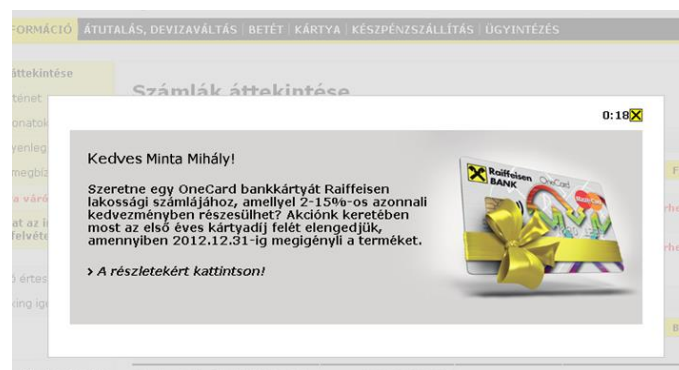 FORMÁCIÓ ÁTUTALÁS, DEVIZAVÁLTÁS | BETÉT | KÁRTYA | KÉSZPÉNZSZÁLLÍTÁS | ÜGYINTÉZÉS
áttekintése
Számlák áttekintése
0:18
Kedves Minta Mihály!
Szeretne egy OneCard bankkártyát Raiffeisen
lakossági számlájához, amellyel 2-15%-os azonnali
kedvezményben részesülhet? Akciónk keretében
most az első éves kártyadíj felét elengedjük,
amennyiben 2012.12.31-ig megigényli a terméket.
> A részletekért kattintson!
Raiffeisen
BANK
OneCard
MasterCard